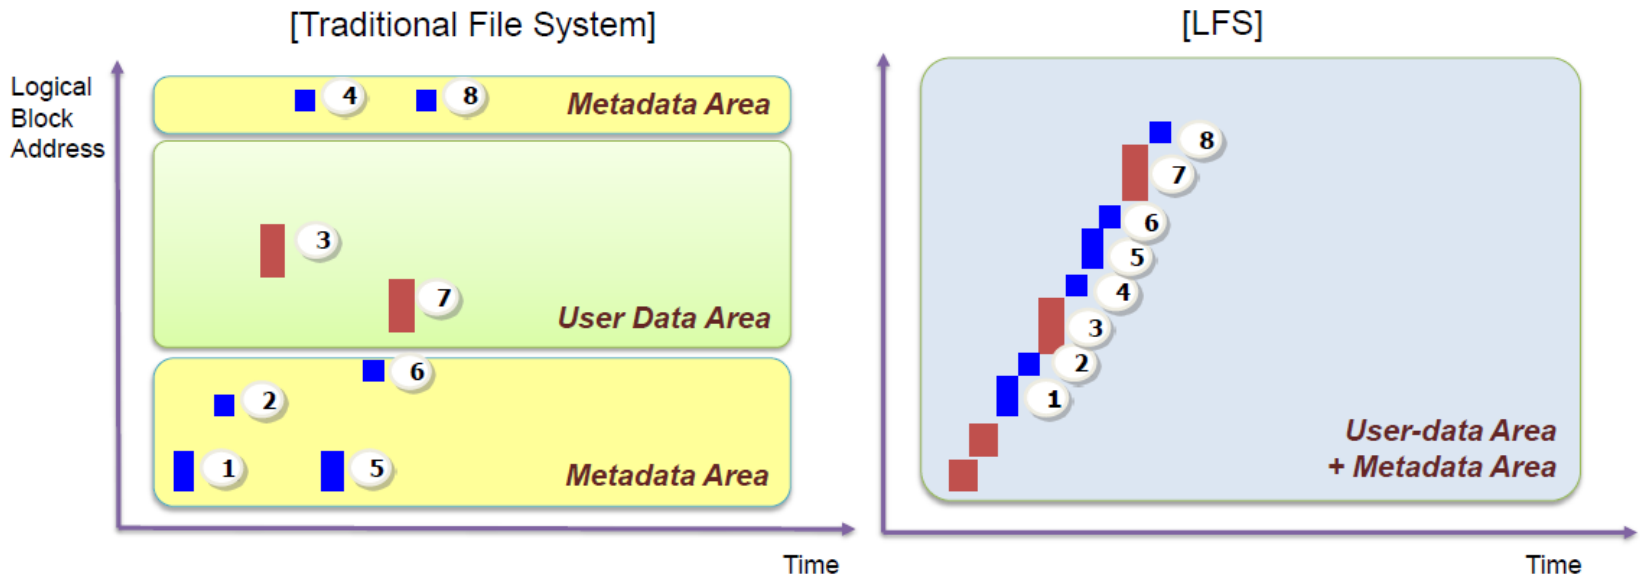 [Traditional File System]
Logical
Block
Address
4
8
Metadata Area
3
7
User Data Area
6
2
1
5
Metadata Area
Time
[LFS]
8
7
6
5
4
3
2
1
User-data Area
+ Metadata Area
Time